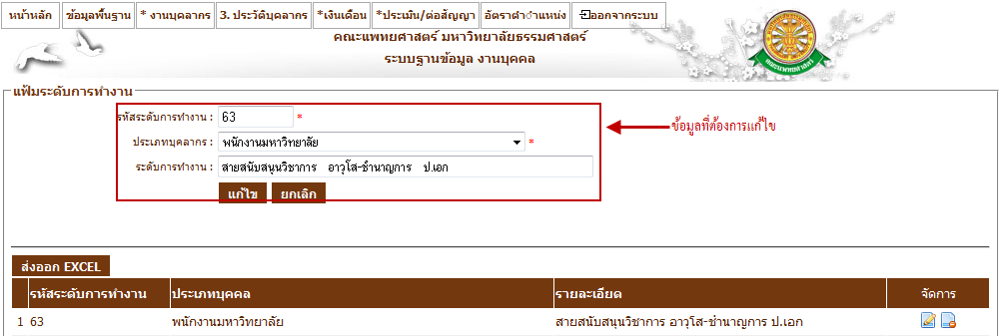 หน้าหลัก ข้อมูลพื้นฐาน * งานบุคลากร 3. ประวัติบุคลากร *เงินเดือน *ประเมิน/ต่อสัญญา อัตราตำแหน่ง ออกจากระบบ
คณะแพทยศาสตร์ มหาวิทยาลัยธรรมศาสตร์
ระบบฐานข้อมูล งานบุคคล
แฟ้มระดับการทำงาน
รหัสระดับการทำงาน : 63 * ข้อมูลที่ต้องการแก้ไข
ประเภทบุคลากร : พนักงานมหาวิทยาลัย *
ระดับการทำงาน : สายสนับสนุนวิชาการ อาวุโส-ชำนาญการ ป.เอก
แก้ไข ยกเลิก
ส่งออก EXCEL
รหัสระดับการทำงาน ประเภทบุคคล รายละเอียด จัดการ
1 63 พนักงานมหาวิทยาลัย สายสนับสนุนวิชาการ อาวุโส-ชำนาญการ ป.เอก